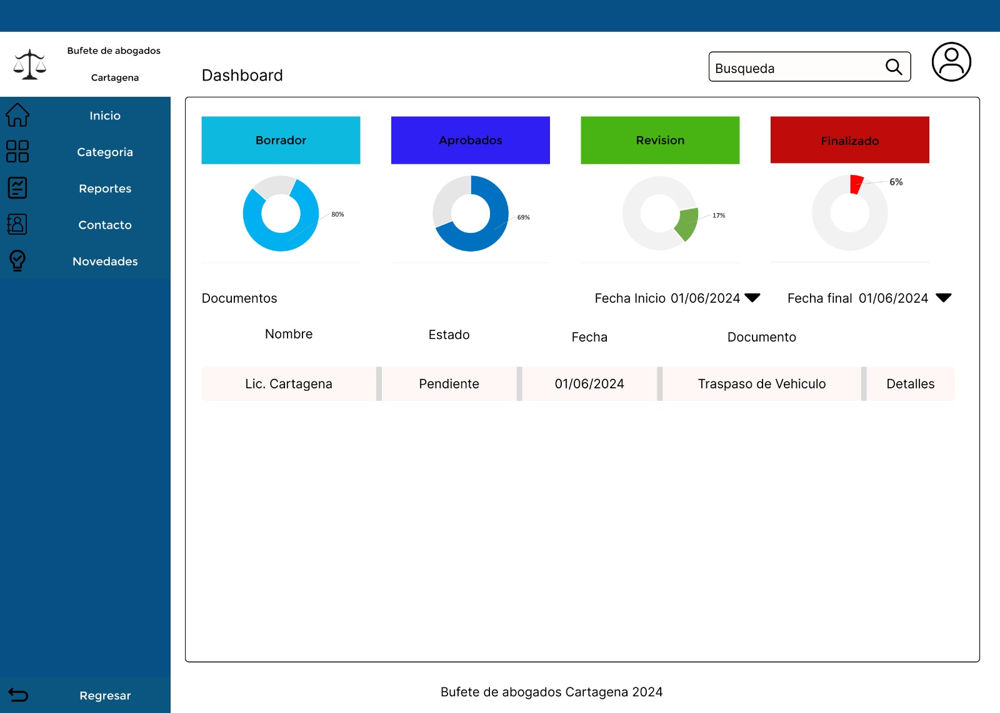 Bufete de abogados
Cartagena
Dashboard
Busqueda
Inicio
Categoria
Reportes
Contacto
Novedades
Borrador
Aprobados
Revision
Finalizado
80%
69%
17%
6%
Documentos
Fecha Inicio 01/06/2024
Fecha final 01/06/2024
Nombre
Estado
Fecha
Documento
Lic. Cartagena
Pendiente
01/06/2024
Traspaso de Vehiculo
Detalles
Regresar
Bufete de abogados Cartagena 2024